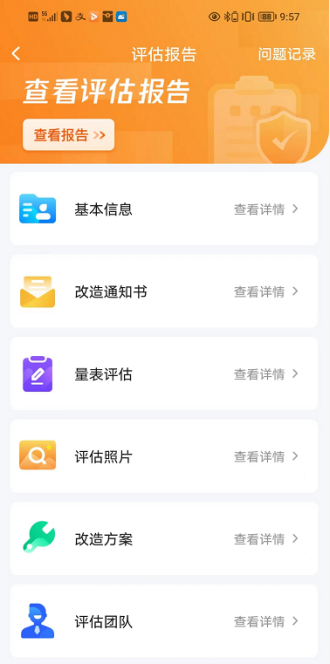 HD 5G 88 9:57
评估报告 问题记录
查看评估报告
查看报告 >>
基本信息 查看详情 >
改造通知书 查看详情 >
量表评估 查看详情 >
评估照片 查看详情 >
改造方案 查看详情 >
评估团队 查看详情 >